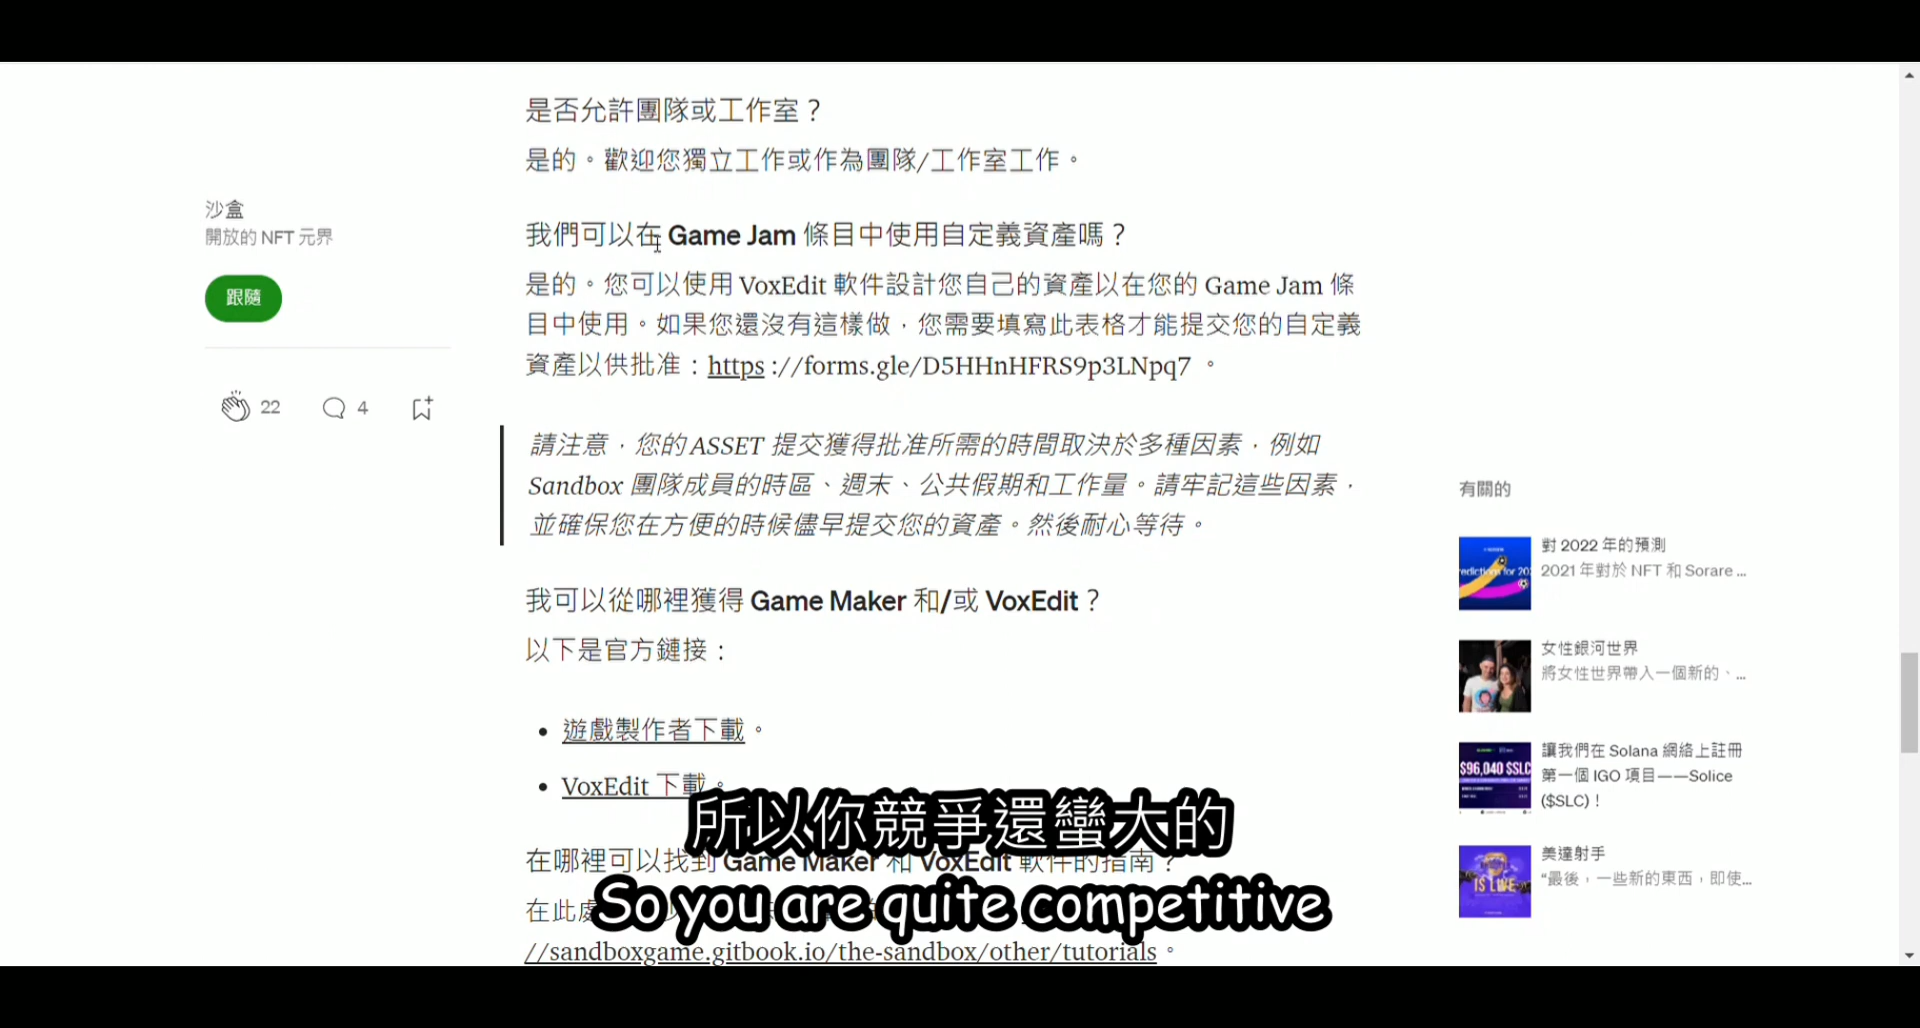 是否允許團隊或工作室？
是的。歡迎您獨立工作或作為團隊/工作室工作。
沙盒
開放的 NFT 元界
跟隨
22
4
我們可以在 Game Jam 條目中使用自定義資產嗎？
是的。您可以使用 VoxEdit 軟件設計您自己的資產以在您的 Game Jam 條
目中使用。如果您還沒有這樣做，您需要填寫此表格才能提交您的自定義
資產以供批准：https ://forms.gle/D5HHnHFRS9p3LNpq7 。
請注意，您的 ASSET 提交獲得批准所需的時間取決於多種因素，例如
Sandbox 團隊成員的時區、週末、公共假期和工作量。請牢記這些因素，
並確保您在方便的時候儘早提交您的資產。然後耐心等待。
我可以從哪裡獲得 Game Maker 和/或 VoxEdit？
以下是官方鏈接：
• 遊戲製作者下載。
• VoxEdit 下載。
在哪裡可以找到 Game Maker 和 VoxEdit 軟件的指南？
在此處
//sandboxgame.gitbook.io/the-sandbox/other/tutorials。
所以你競爭還蠻大的
So you are quite competitive
有關的
對 2022 年的預測
2021 年對於 NFT 和 Sorare ...
女性銀河世界
將女性世界帶入一個新的、...
$96,040 $SLC
讓我們在 Solana 網絡上註冊
第一個 IGO 項目——Solice
($SLC)！
IS LIVE
美達射手
“最後，一些新的東西，即使...